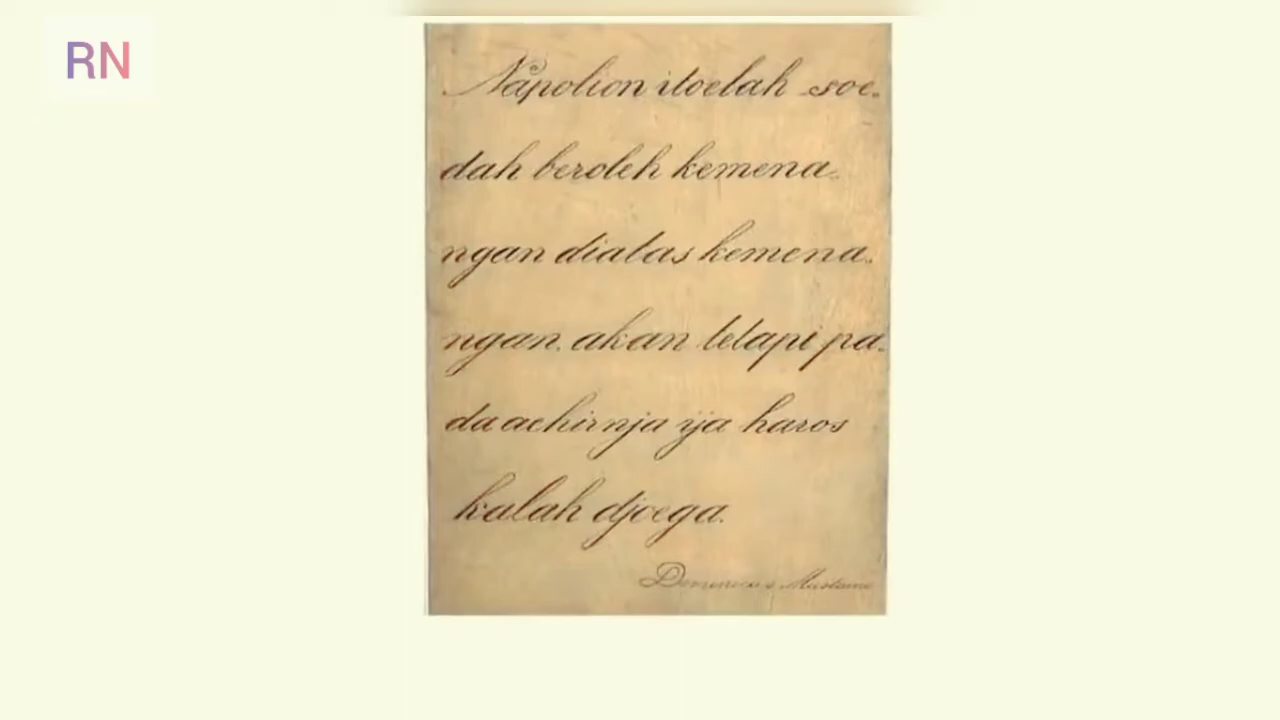 RN
Napolion itoelah soe-
dah beroleh kemena-
ngan diatas kemena-
ngan. akan tetapi pa-
da achirnja ija haros
kalah djoega.